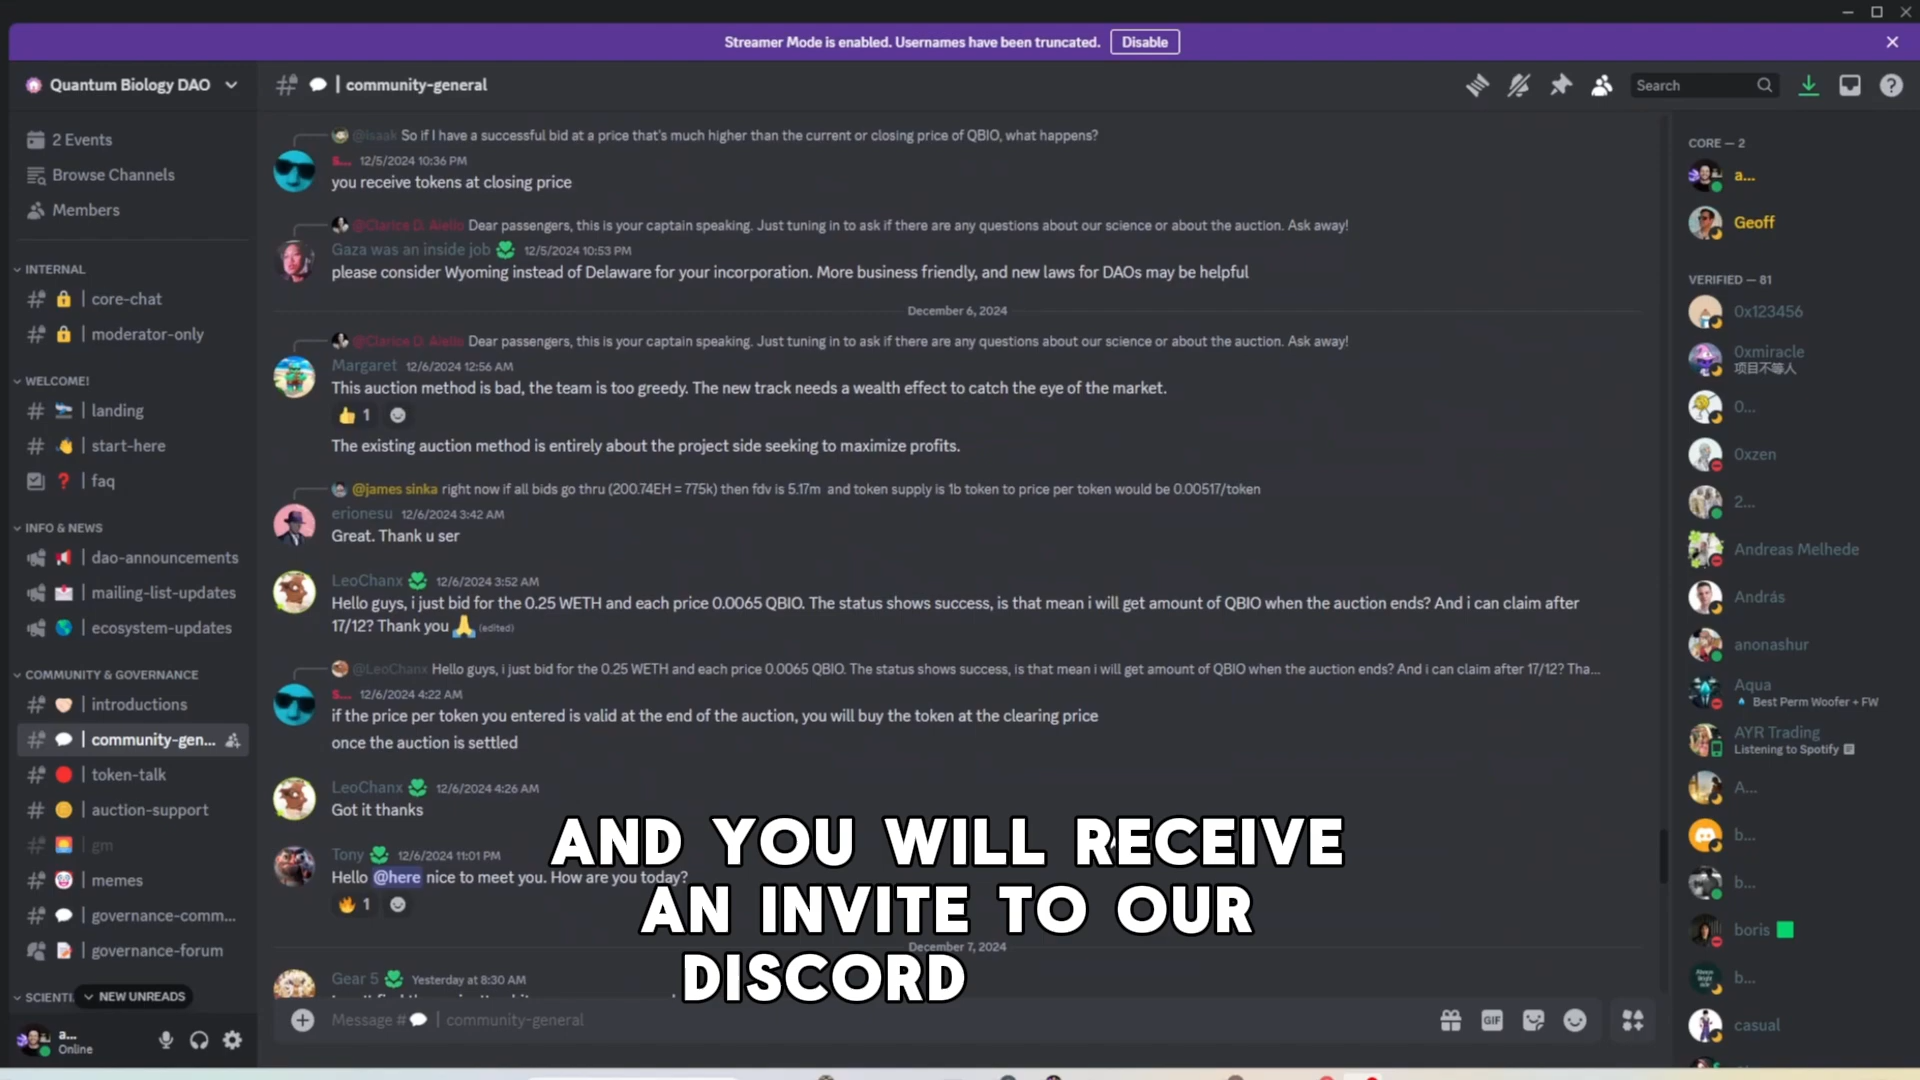 Streamer Mode is enabled. Usernames have been truncated. Disable
Quantum Biology DAO
| community-general
Search
2 Events
Browse Channels
Members
INTERNAL
| core-chat
| moderator-only
WELCOME!
| landing
| start-here
| faq
INFO & NEWS
| dao-announcements
| mailing-list-updates
| ecosystem-updates
COMMUNITY & GOVERNANCE
| introductions
| community-gen...
| token-talk
| auction-support
| gm
| memes
| governance-comm...
| governance-forum
SCIENTI
NEW UNREADS
a...
Online
@isaak So if I have a successful bid at a price that's much higher than the current or closing price of QBIO, what happens?
s... 12/5/2024 10:36 PM
you receive tokens at closing price
@Clarice D. Aiello Dear passengers, this is your captain speaking. Just tuning in to ask if there are any questions about our science or about the auction. Ask away!
Gaza was an inside job 12/5/2024 10:53 PM
please consider Wyoming instead of Delaware for your incorporation. More business friendly, and new laws for DAOs may be helpful
December 6, 2024
@Clarice D. Aiello Dear passengers, this is your captain speaking. Just tuning in to ask if there are any questions about our science or about the auction. Ask away!
Margaret 12/6/2024 12:56 AM
This auction method is bad, the team is too greedy. The new track needs a wealth effect to catch the eye of the market.
1
The existing auction method is entirely about the project side seeking to maximize profits.
@james sinka right now if all bids go thru (200.74EH = 775k) then fdv is 5.17m and token supply is 1b token to price per token would be 0.00517/token
erionesu 12/6/2024 3:42 AM
Great. Thank u ser
LeoChanx 12/6/2024 3:52 AM
Hello guys, i just bid for the 0.25 WETH and each price 0.0065 QBIO. The status shows success, is that mean i will get amount of QBIO when the auction ends? And i can claim after
17/12? Thank you 🙏 (edited)
@LeoChanx Hello guys, i just bid for the 0.25 WETH and each price 0.0065 QBIO. The status shows success, is that mean i will get amount of QBIO when the auction ends? And i can claim after 17/12? Tha...
s... 12/6/2024 4:22 AM
if the price per token you entered is valid at the end of the auction, you will buy the token at the clearing price
once the auction is settled
LeoChanx 12/6/2024 4:26 AM
Got it thanks
Tony 12/6/2024 11:01 PM
Hello @here nice to meet you. How are you today?
1
December 7, 2024
Gear 5 Yesterday at 8:30 AM
Message # | community-general
GIF
AND YOU WILL RECEIVE
AN INVITE TO OUR
DISCORD
CORE — 2
a...
Geoff
VERIFIED — 81
0x123456
0xmiracle
项目不等人
0...
0xzen
2...
Andreas Melhede
András
anonashur
Aqua
Best Perm Woofer + FW
AYR Trading
Listening to Spotify
A...
b...
b...
boris
b...
casual